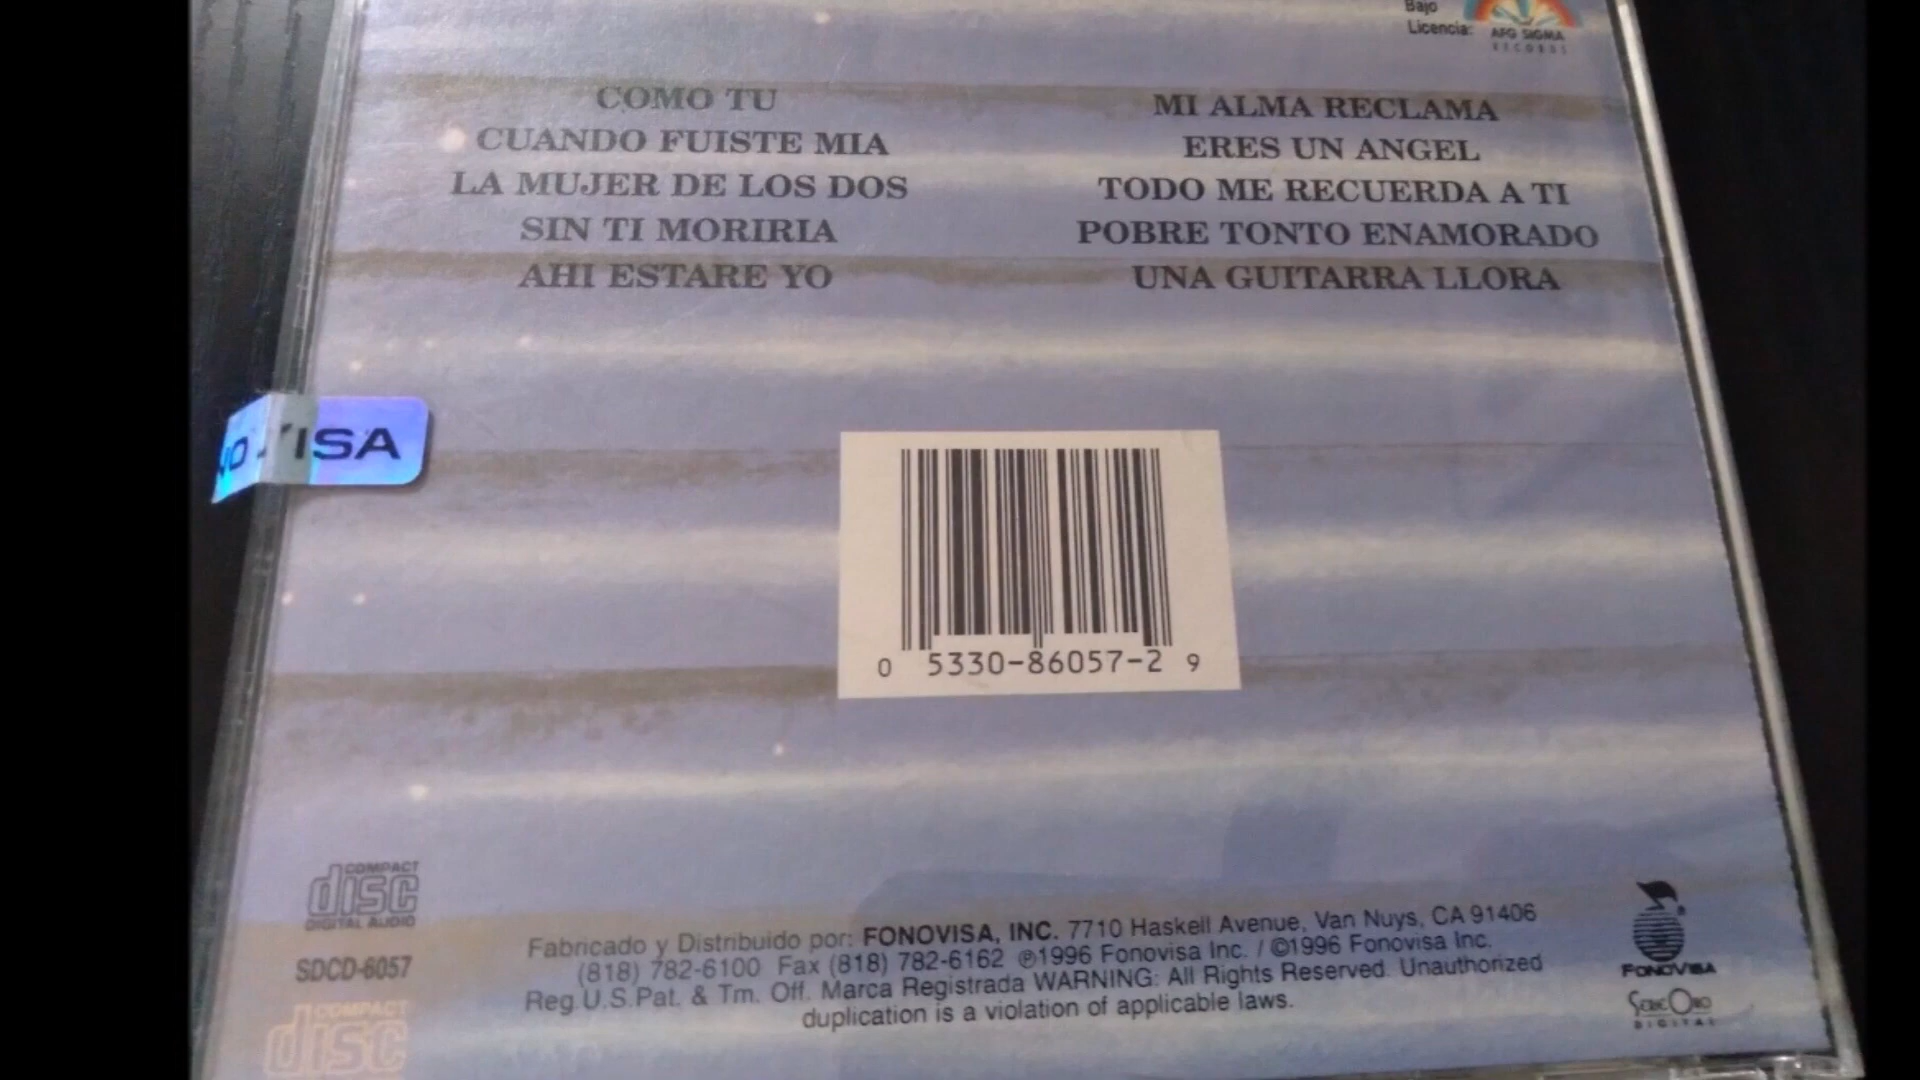 Bajo
Licencia:
AFG SIGMA
RECORDS
COMO TU
CUANDO FUISTE MIA
LA MUJER DE LOS DOS
SIN TI MORIRIA
AHI ESTARE YO
MI ALMA RECLAMA
ERES UN ANGEL
TODO ME RECUERDA A TI
POBRE TONTO ENAMORADO
UNA GUITARRA LLORA
0 5330-86057-2 9
COMPACT
disc
DIGITAL AUDIO
SDCD-6057
COMPACT
disc
Fabricado y Distribuido por: FONOVISA, INC. 7710 Haskell Avenue, Van Nuys, CA 91406
(818) 782-6100 Fax (818) 782-6162 ℗1996 Fonovisa Inc. / ©1996 Fonovisa Inc.
Reg.U.S.Pat. & Tm. Off. Marca Registrada WARNING: All Rights Reserved. Unauthorized
duplication is a violation of applicable laws.
FONOVISA
SERIE ORO
DIGITAL